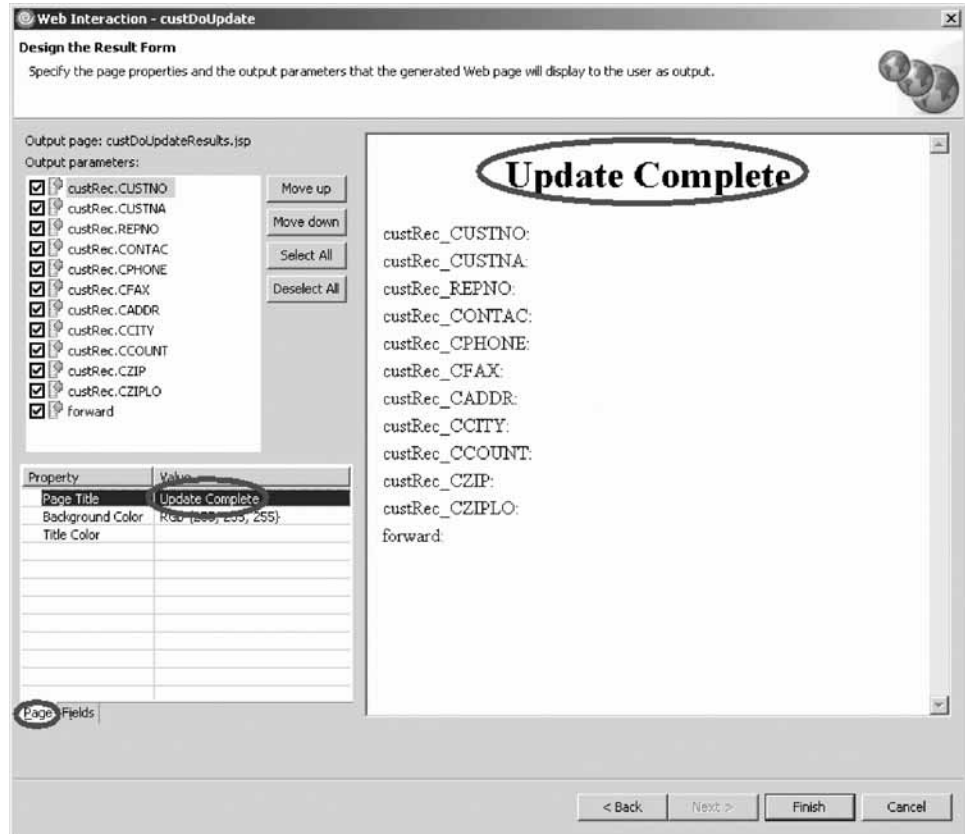 Web Interaction - custDoUpdate
Design the Result Form
Specify the page properties and the output parameters that the generated Web page will display to the user as output.
Output page: custDoUpdateResults.jsp
Output parameters:
custRec.CUSTNO
custRec.CUSTNA
custRec.REPNO
custRec.CONTAC
custRec.CPHONE
custRec.CFAX
custRec.CADDR
custRec.CCITY
custRec.CCOUNT
custRec.CZIP
custRec.CZIPLO
forward
Move up
Move down
Select All
Deselect All
Property Value
Page Title Update Complete
Background Color RGB {255, 255, 255}
Title Color
Page Fields
Update Complete
custRec_CUSTNO:
custRec_CUSTNA:
custRec_REPNO:
custRec_CONTAC:
custRec_CPHONE:
custRec_CFAX:
custRec_CADDR:
custRec_CCITY:
custRec_CCOUNT:
custRec_CZIP:
custRec_CZIPLO:
forward:
< Back Next > Finish Cancel